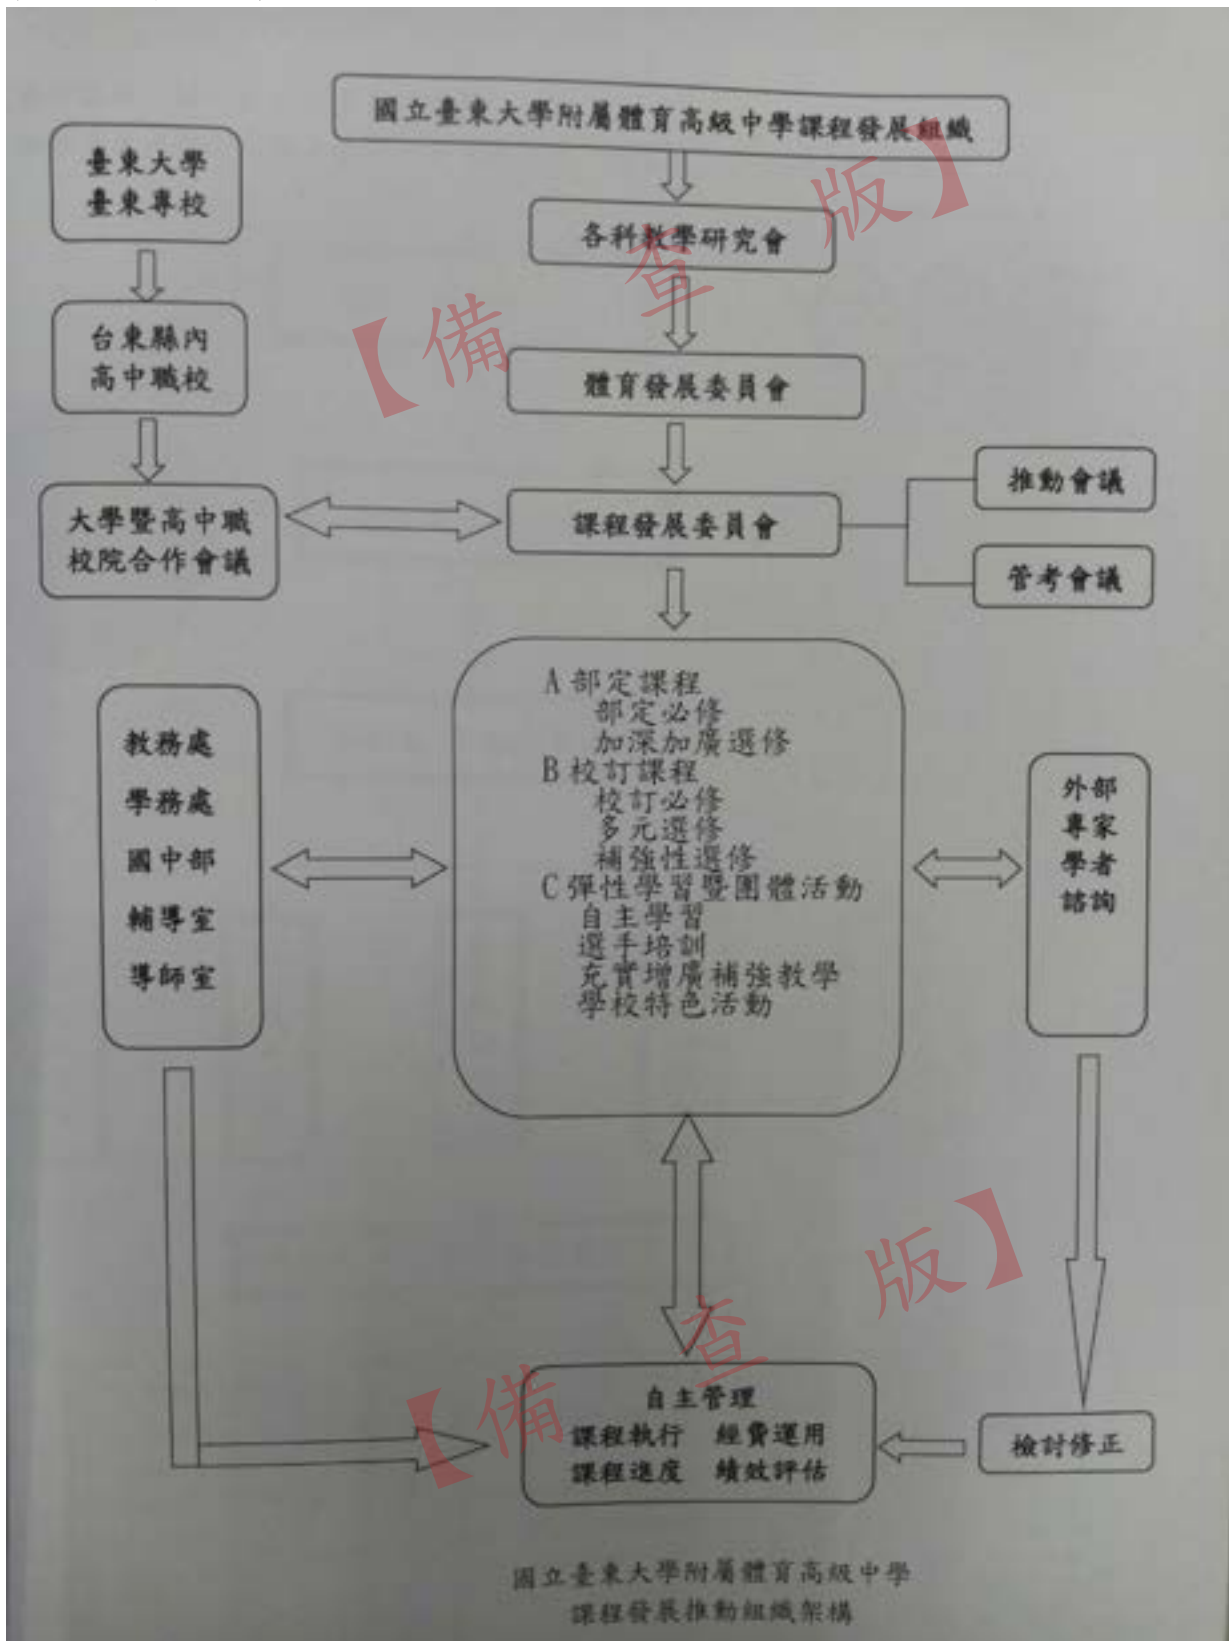 國立臺東大學附屬體育高級中學課程發展組織
臺東大學
臺東專校
各科教學研究會
台東縣內
高中職校
體育發展委員會
大學暨高中職
校院合作會議
課程發展委員會
推動會議
管考會議
A 部定課程
部定必修
加深加廣選修
B 校訂課程
校訂必修
多元選修
補強性選修
C 彈性學習暨團體活動
自主學習
選手培訓
充實增廣補強教學
學校特色活動
教務處
學務處
國中部
輔導室
導師室
外部
專家
學者
諮詢
自主管理
課程執行 經費運用
課程進度 績效評估
檢討修正
國立臺東大學附屬體育高級中學
課程發展推動組織架構
【備查版】
【備查版】